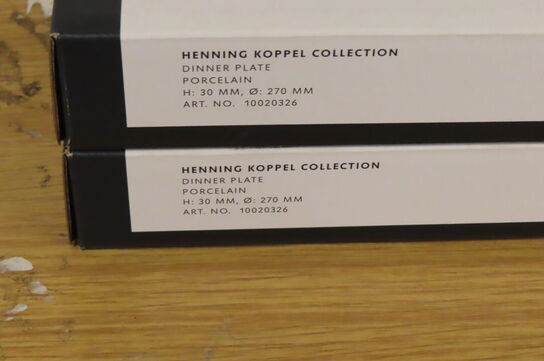 HENNING KOPPEL COLLECTION
DINNER PLATE
PORCELAIN
H: 30 MM, Ø: 270 MM
ART. NO. 10020326
HENNING KOPPEL COLLECTION
DINNER PLATE
PORCELAIN
H: 30 MM, Ø: 270 MM
ART. NO. 10020326